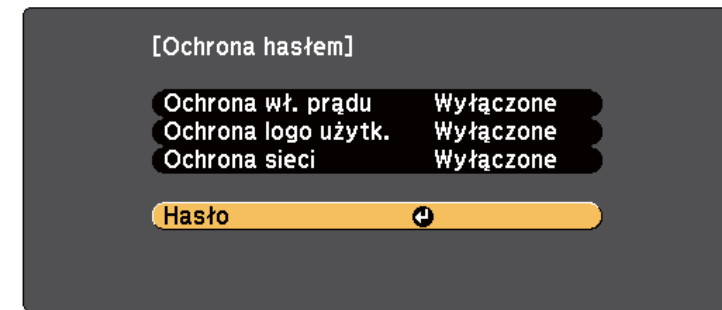 [Ochrona hasłem]
Ochrona wł. prądu Wyłączone
Ochrona logo użytk. Wyłączone
Ochrona sieci Wyłączone
Hasło